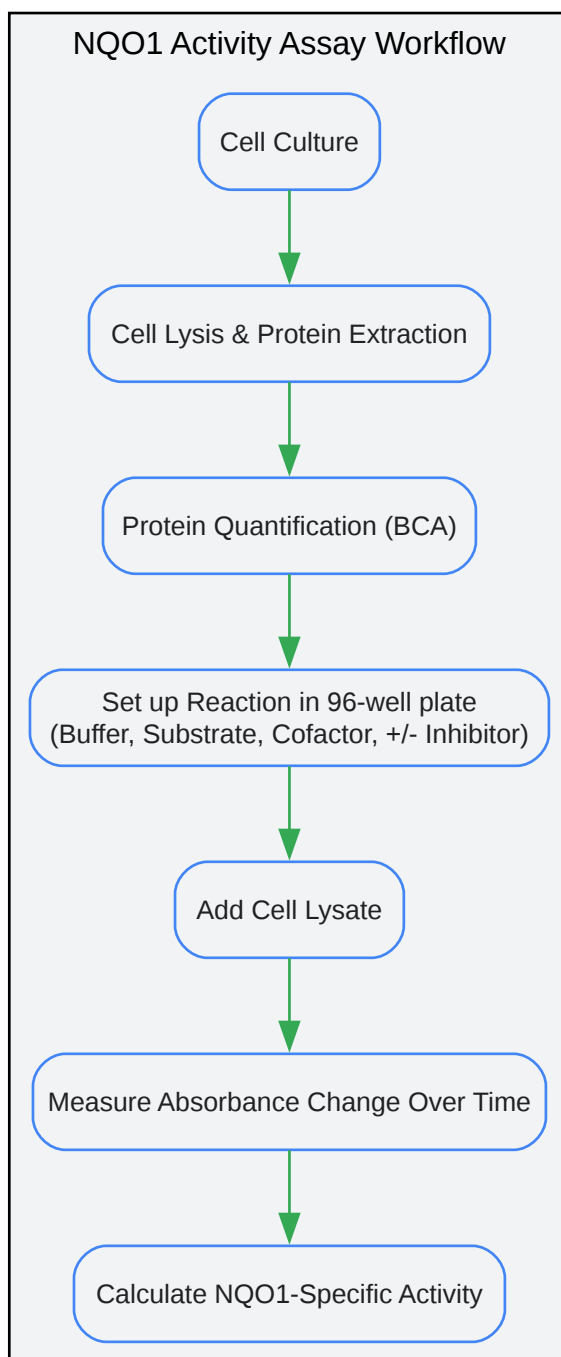 NQO1 Activity Assay Workflow
Cell Culture
Cell Lysis & Protein Extraction
Protein Quantification (BCA)
Set up Reaction in 96-well plate
(Buffer, Substrate, Cofactor, +/- Inhibitor)
Add Cell Lysate
Measure Absorbance Change Over Time
Calculate NQO1-Specific Activity